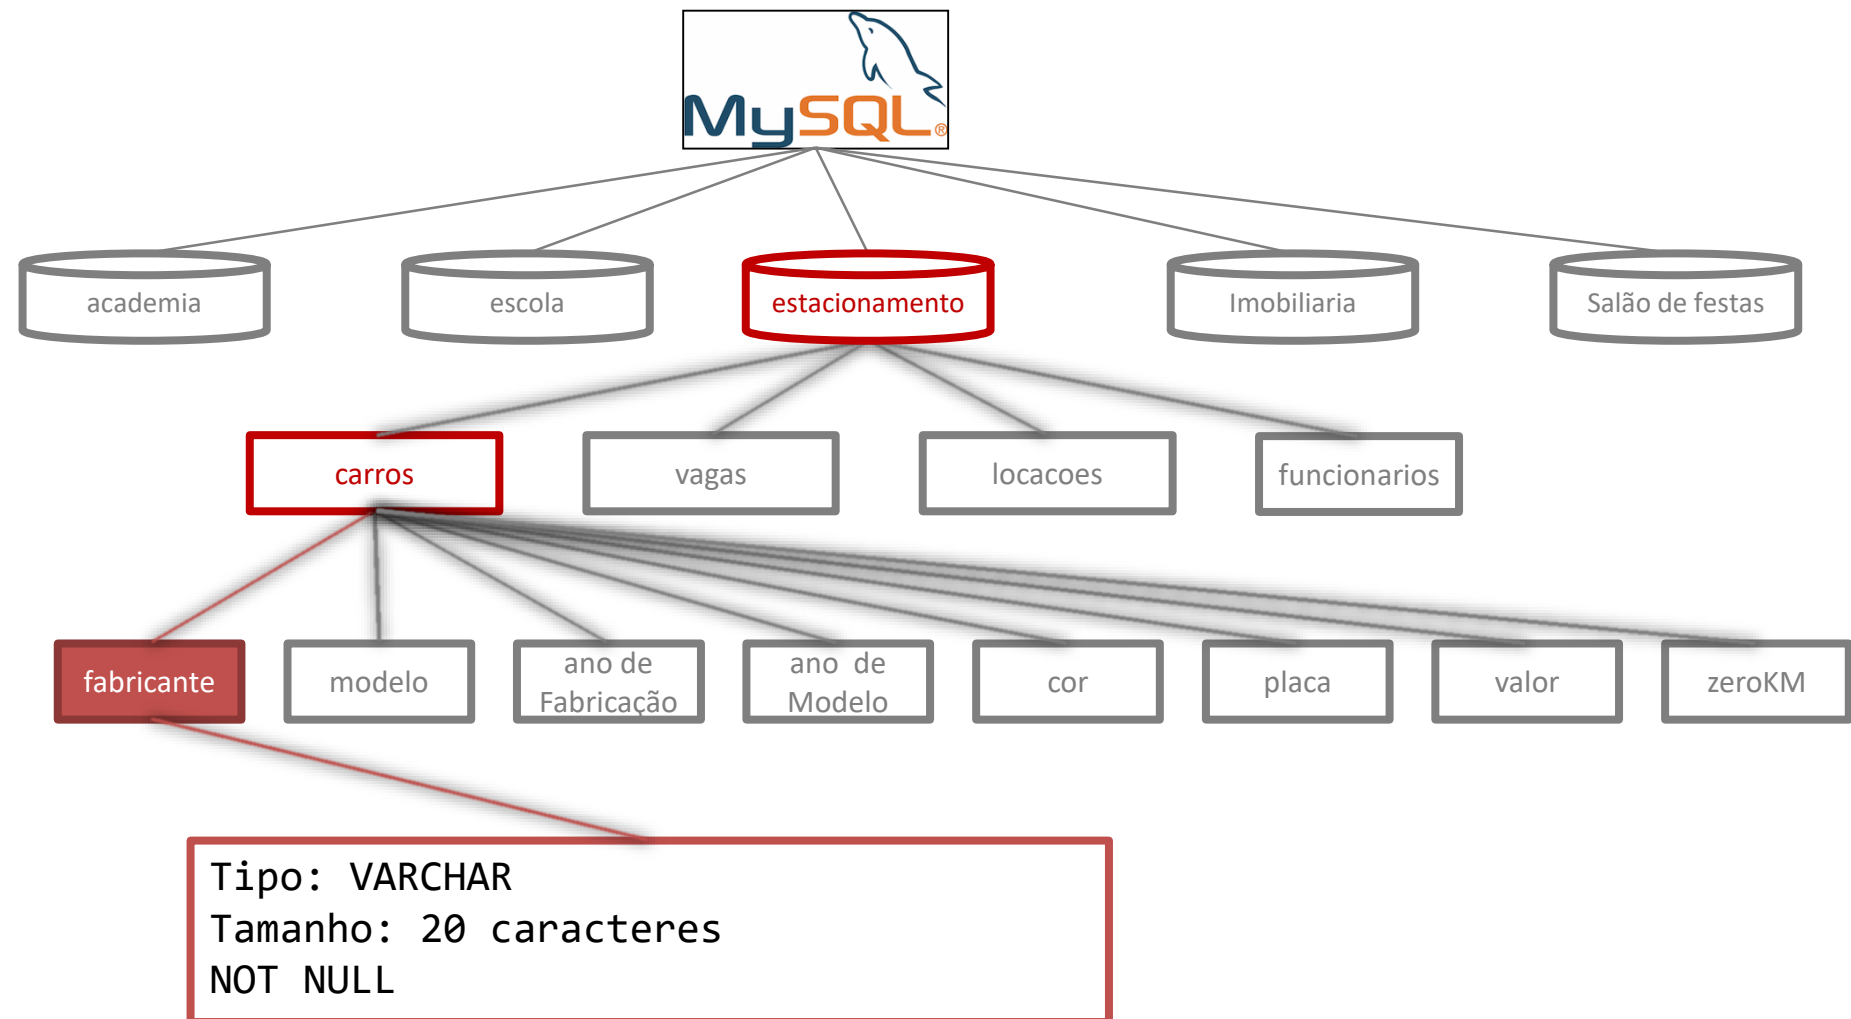 MySQL®
academia
escola
estacionamento
Imobiliaria
Salão de festas
carros
vagas
locacoes
funcionarios
fabricante
modelo
ano de
Fabricação
ano de
Modelo
cor
placa
valor
zeroKM
Tipo: VARCHAR
Tamanho: 20 caracteres
NOT NULL